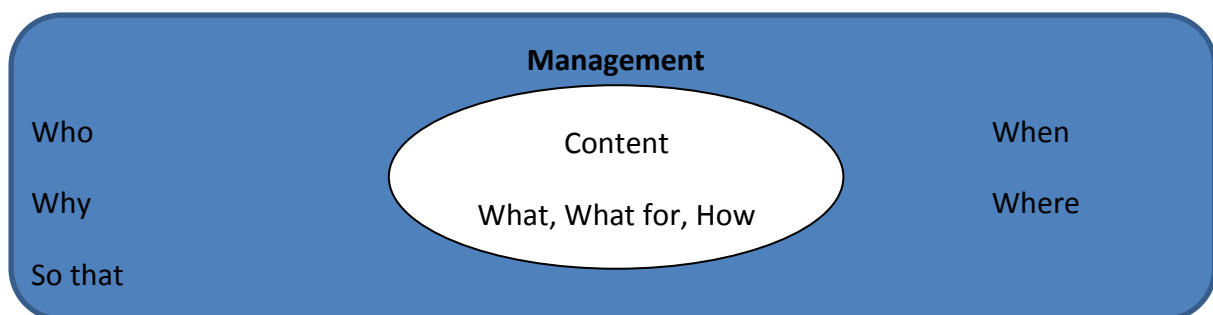 Management
Who
Content
When
Why
What, What for, How
Where
So that